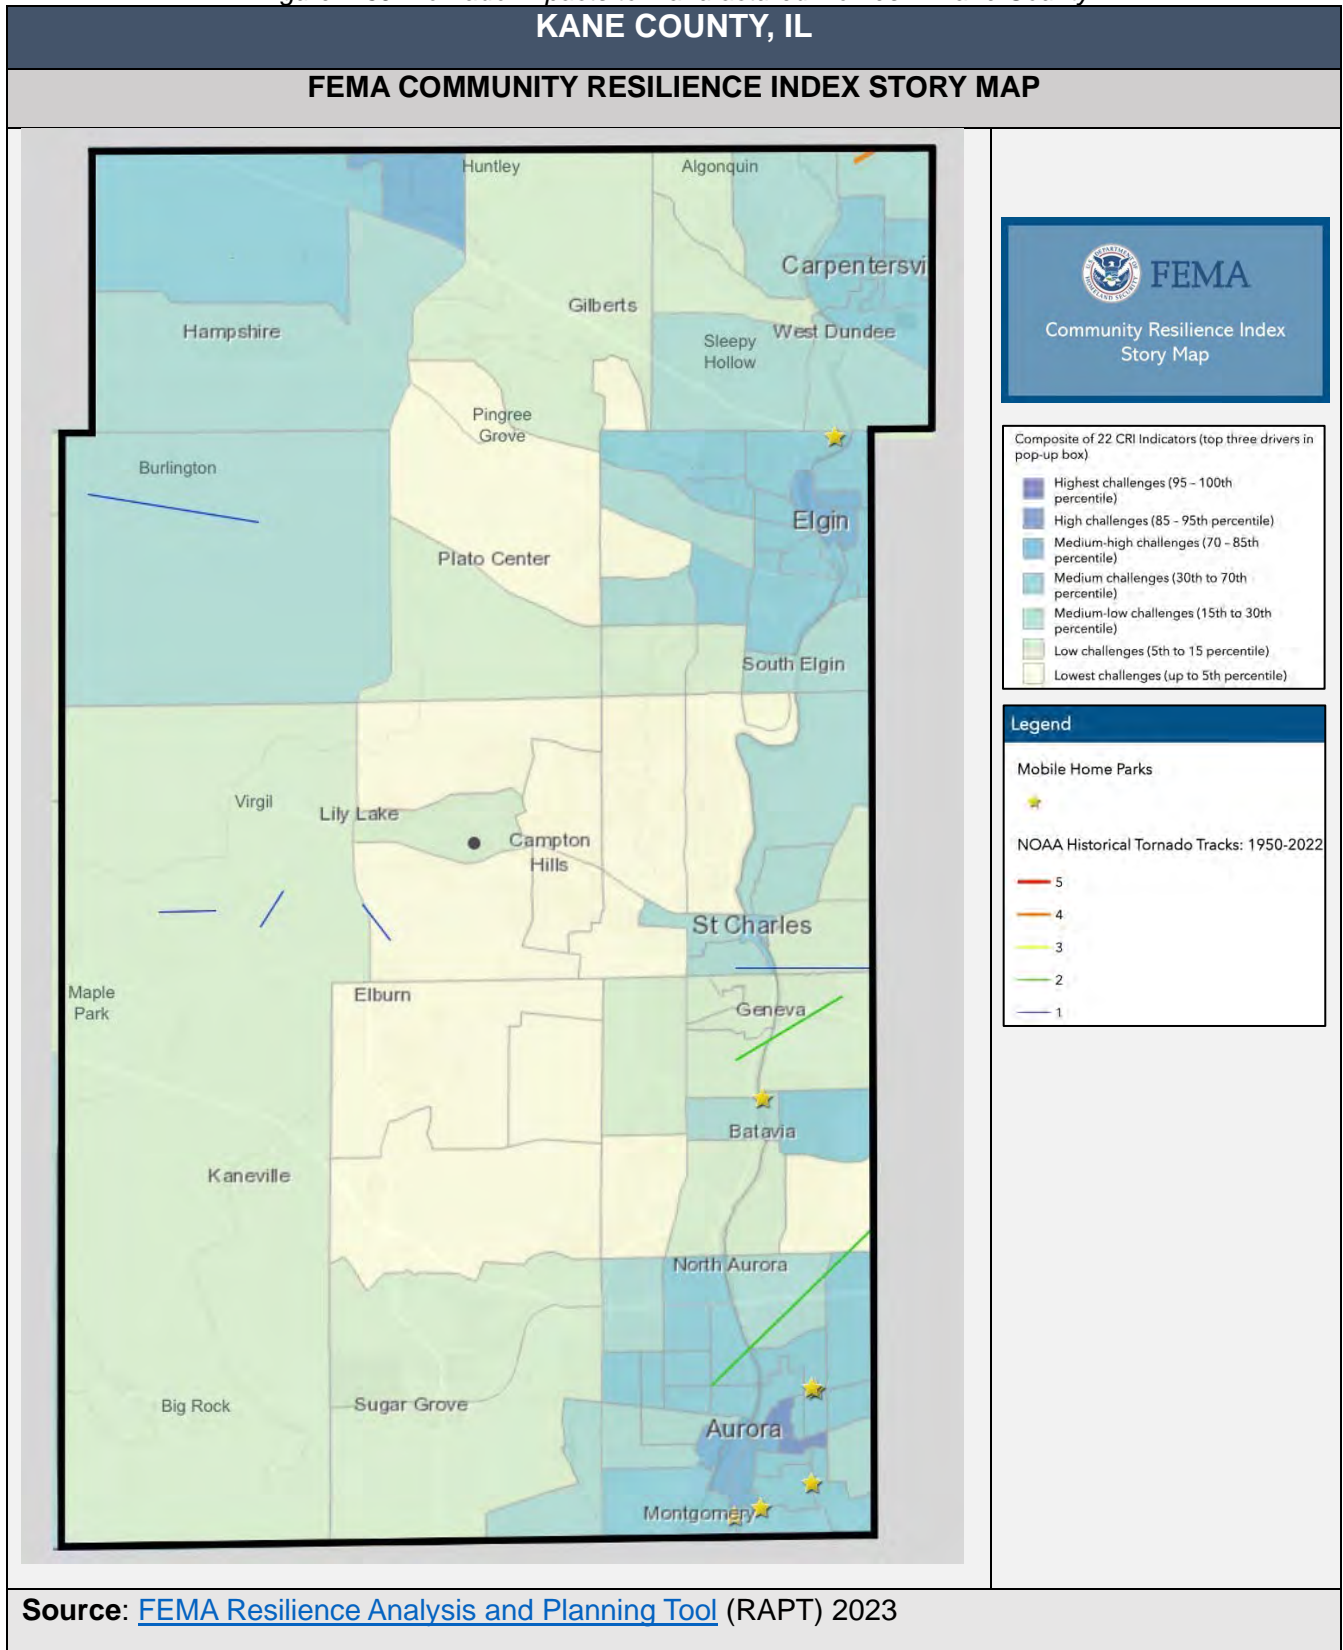 KANE COUNTY, IL
FEMA COMMUNITY RESILIENCE INDEX STORY MAP
Huntley
Algonquin
Carpentersvi
Gilberts
Hampshire
Sleepy
Hollow
West Dundee
Pingree
Grove
Burlington
Elgin
Plato Center
South Elgin
Virgil
Lily Lake
Campton
Hills
St Charles
Maple
Park
Elburn
Geneva
Batavia
Kaneville
North Aurora
Big Rock
Sugar Grove
Aurora
Montgomery
FEMA
Community Resilience Index
Story Map
Composite of 22 CRI Indicators (top three drivers in
pop-up box)
Highest challenges (95 - 100th
percentile)
High challenges (85 - 95th percentile)
Medium-high challenges (70 - 85th
percentile)
Medium challenges (30th to 70th
percentile)
Medium-low challenges (15th to 30th
percentile)
Low challenges (5th to 15 percentile)
Lowest challenges (up to 5th percentile)
Legend
Mobile Home Parks
NOAA Historical Tornado Tracks: 1950-2022
5
4
3
2
1
Source: FEMA Resilience Analysis and Planning Tool (RAPT) 2023